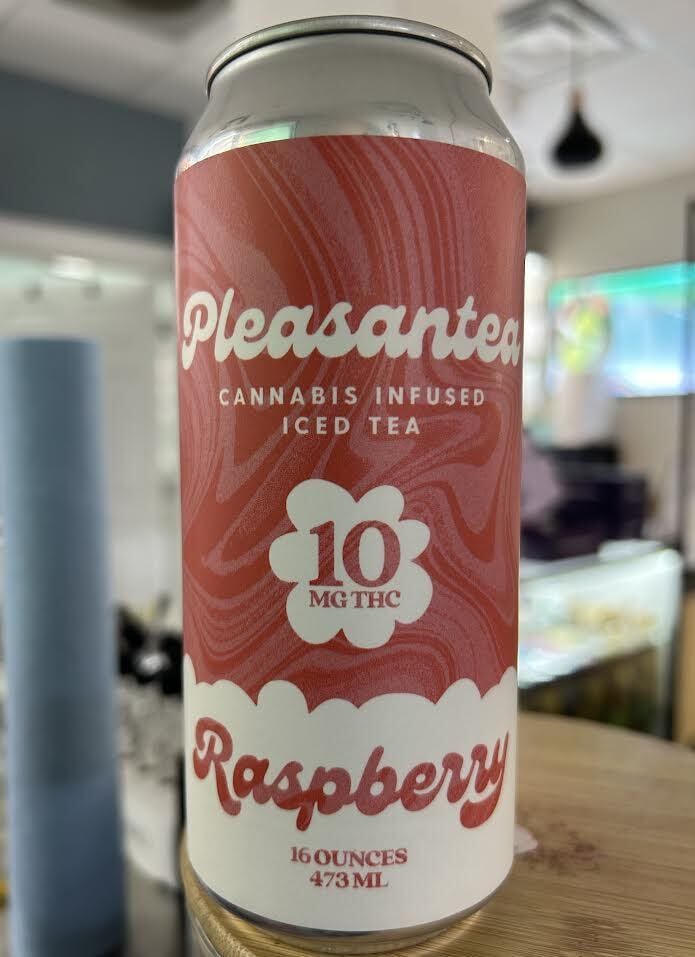 Pleasantea
CANNABIS INFUSED
ICED TEA
10
MG THC
Raspberry
16 OUNCES
473 ML